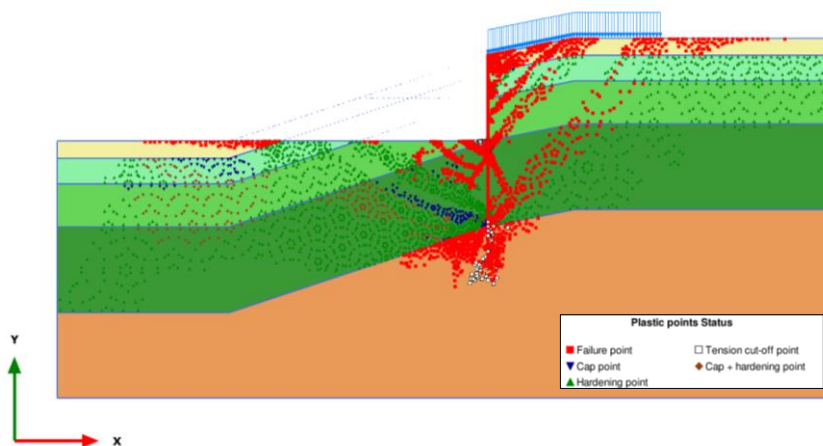 Plastic points Status
Failure point
Tension cut-off point
Cap point
Cap + hardening point
Hardening point
Y
X